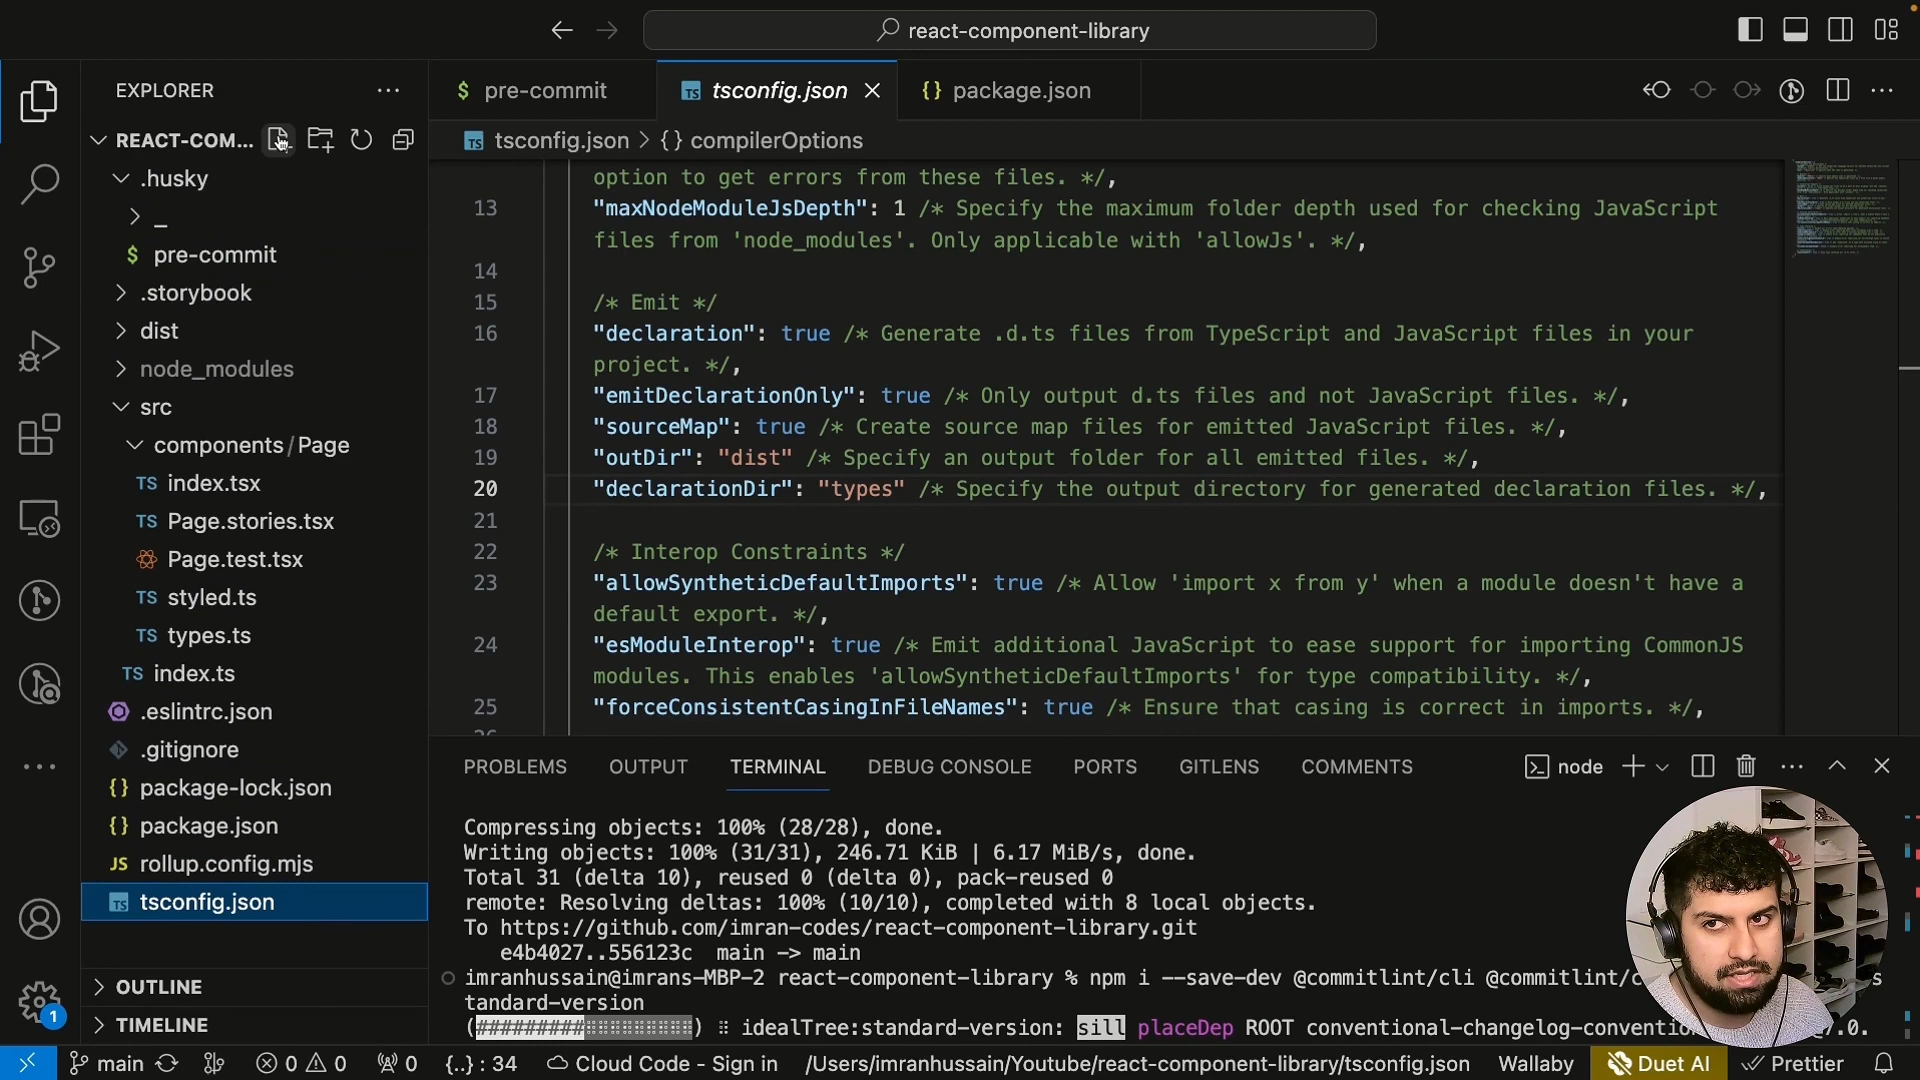 react-component-library
EXPLORER
pre-commit
tsconfig.json
package.json
REACT-COM...
tsconfig.json > {} compilerOptions
.husky
_
pre-commit
.storybook
dist
node_modules
src
components/Page
index.tsx
Page.stories.tsx
Page.test.tsx
styled.ts
types.ts
index.ts
.eslintrc.json
.gitignore
package-lock.json
package.json
rollup.config.mjs
tsconfig.json
OUTLINE
TIMELINE
option to get errors from these files. */,
13 "maxNodeModuleJsDepth": 1 /* Specify the maximum folder depth used for checking JavaScript
files from 'node_modules'. Only applicable with 'allowJs'. */,
14
15 /* Emit */
16 "declaration": true /* Generate .d.ts files from TypeScript and JavaScript files in your
project. */,
17 "emitDeclarationOnly": true /* Only output d.ts files and not JavaScript files. */,
18 "sourceMap": true /* Create source map files for emitted JavaScript files. */,
19 "outDir": "dist" /* Specify an output folder for all emitted files. */,
20 "declarationDir": "types" /* Specify the output directory for generated declaration files. */,
21
22 /* Interop Constraints */
23 "allowSyntheticDefaultImports": true /* Allow 'import x from y' when a module doesn't have a
default export. */,
24 "esModuleInterop": true /* Emit additional JavaScript to ease support for importing CommonJS
modules. This enables 'allowSyntheticDefaultImports' for type compatibility. */,
25 "forceConsistentCasingInFileNames": true /* Ensure that casing is correct in imports. */,
PROBLEMS OUTPUT TERMINAL DEBUG CONSOLE PORTS GITLENS COMMENTS
node
Compressing objects: 100% (28/28), done.
Writing objects: 100% (31/31), 246.71 KiB | 6.17 MiB/s, done.
Total 31 (delta 10), reused 0 (delta 0), pack-reused 0
remote: Resolving deltas: 100% (10/10), completed with 8 local objects.
To https://github.com/imran-codes/react-component-library.git
e4b4027..556123c main -> main
imranhussain@imrans-MBP-2 react-component-library % npm i --save-dev @commitlint/cli @commitlint/c s
tandard-version
(#########⠂⠂⠂⠂⠂⠂⠂⠂⠂) ⠿ idealTree:standard-version: sill placeDep ROOT conventional-changelog-conventio 7.0.
1
main 0 0 0 {..} : 34 Cloud Code - Sign in /Users/imranhussain/Youtube/react-component-library/tsconfig.json Wallaby Duet AI Prettier